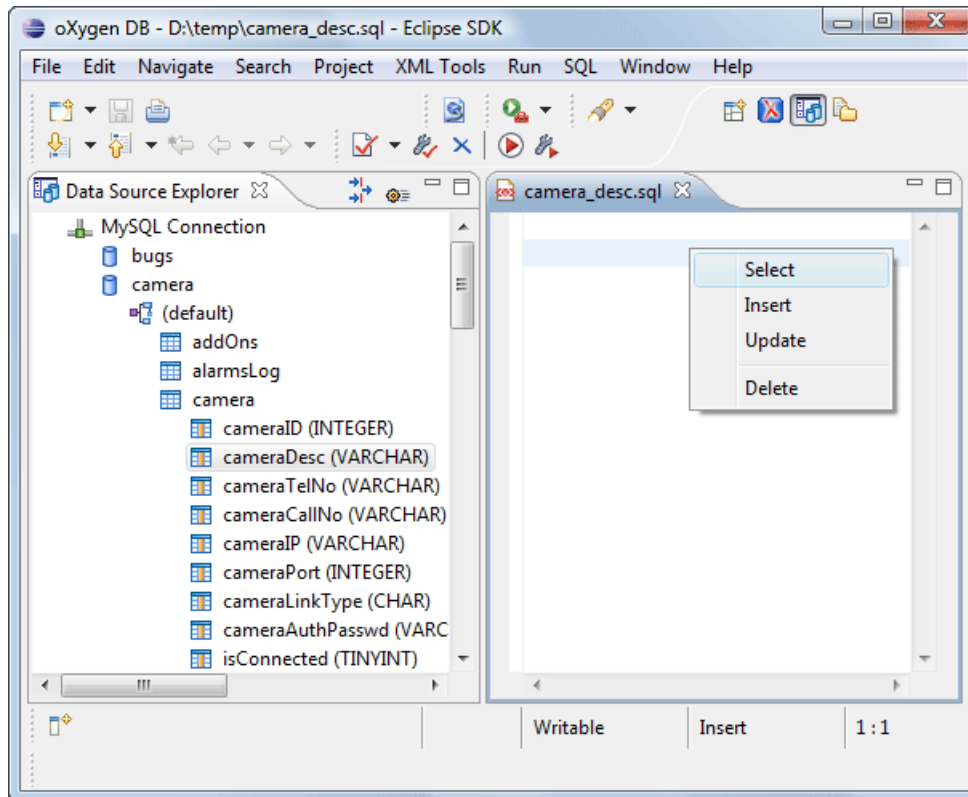 oXygen DB - D:\temp\camera_desc.sql - Eclipse SDK
File Edit Navigate Search Project XML Tools Run SQL Window Help
Data Source Explorer
MySQL Connection
bugs
camera
(default)
addOns
alarmsLog
camera
cameraID (INTEGER)
cameraDesc (VARCHAR)
cameraTelNo (VARCHAR)
cameraCallNo (VARCHAR)
cameraIP (VARCHAR)
cameraPort (INTEGER)
cameraLinkType (CHAR)
cameraAuthPasswd (VARC
isConnected (TINYINT)
camera_desc.sql
Select
Insert
Update
Delete
Writable Insert 1 : 1